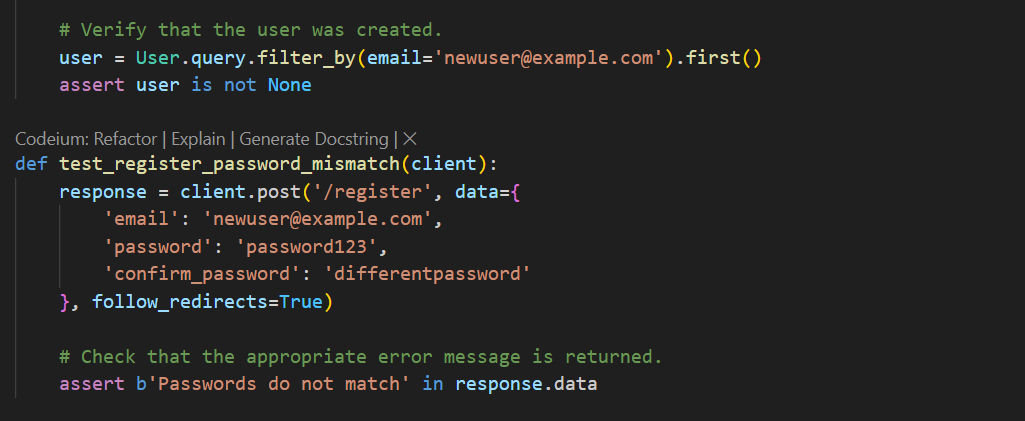 # Verify that the user was created.
user = User.query.filter_by(email='newuser@example.com').first()
assert user is not None
Codeium: Refactor | Explain | Generate Docstring | ×
def test_register_password_mismatch(client):
response = client.post('/register', data={
'email': 'newuser@example.com',
'password': 'password123',
'confirm_password': 'differentpassword'
}, follow_redirects=True)
# Check that the appropriate error message is returned.
assert b'Passwords do not match' in response.data